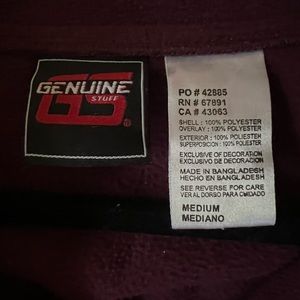 GENUINE
STUFF
GS
®
PO # 42885
RN # 67891
CA # 43063
SHELL : 100% POLYESTER
OVERLAY : 100% POLYESTER
EXTERIOR : 100% POLIESTER
SUPERPOSICION : 100% POLIESTER
EXCLUSIVE OF DECORATION
EXCLUSIVO DE DECORACION
MADE IN BANGLADESH
HECHO EN BANGLADESH
SEE REVERSE FOR CARE
VER AL DORSO PARA CUIDADO
MEDIUM
MEDIANO